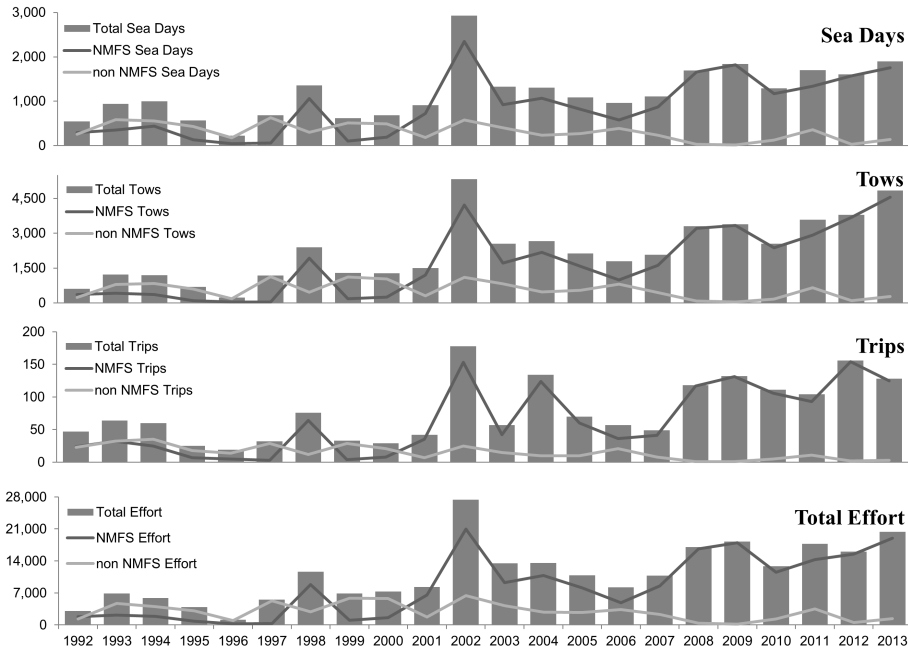 3,000
2,000
1,000
0
Total Sea Days
NMFS Sea Days
non NMFS Sea Days
Sea Days
4,500
3,000
1,500
0
Total Tows
NMFS Tows
non NMFS Tows
Tows
200
150
100
50
0
Total Trips
NMFS Trips
non NMFS Trips
Trips
28,000
21,000
14,000
7,000
0
Total Effort
NMFS Effort
non NMFS Effort
Total Effort
1992 1993 1994 1995 1996 1997 1998 1999 2000 2001 2002 2003 2004 2005 2006 2007 2008 2009 2010 2011 2012 2013